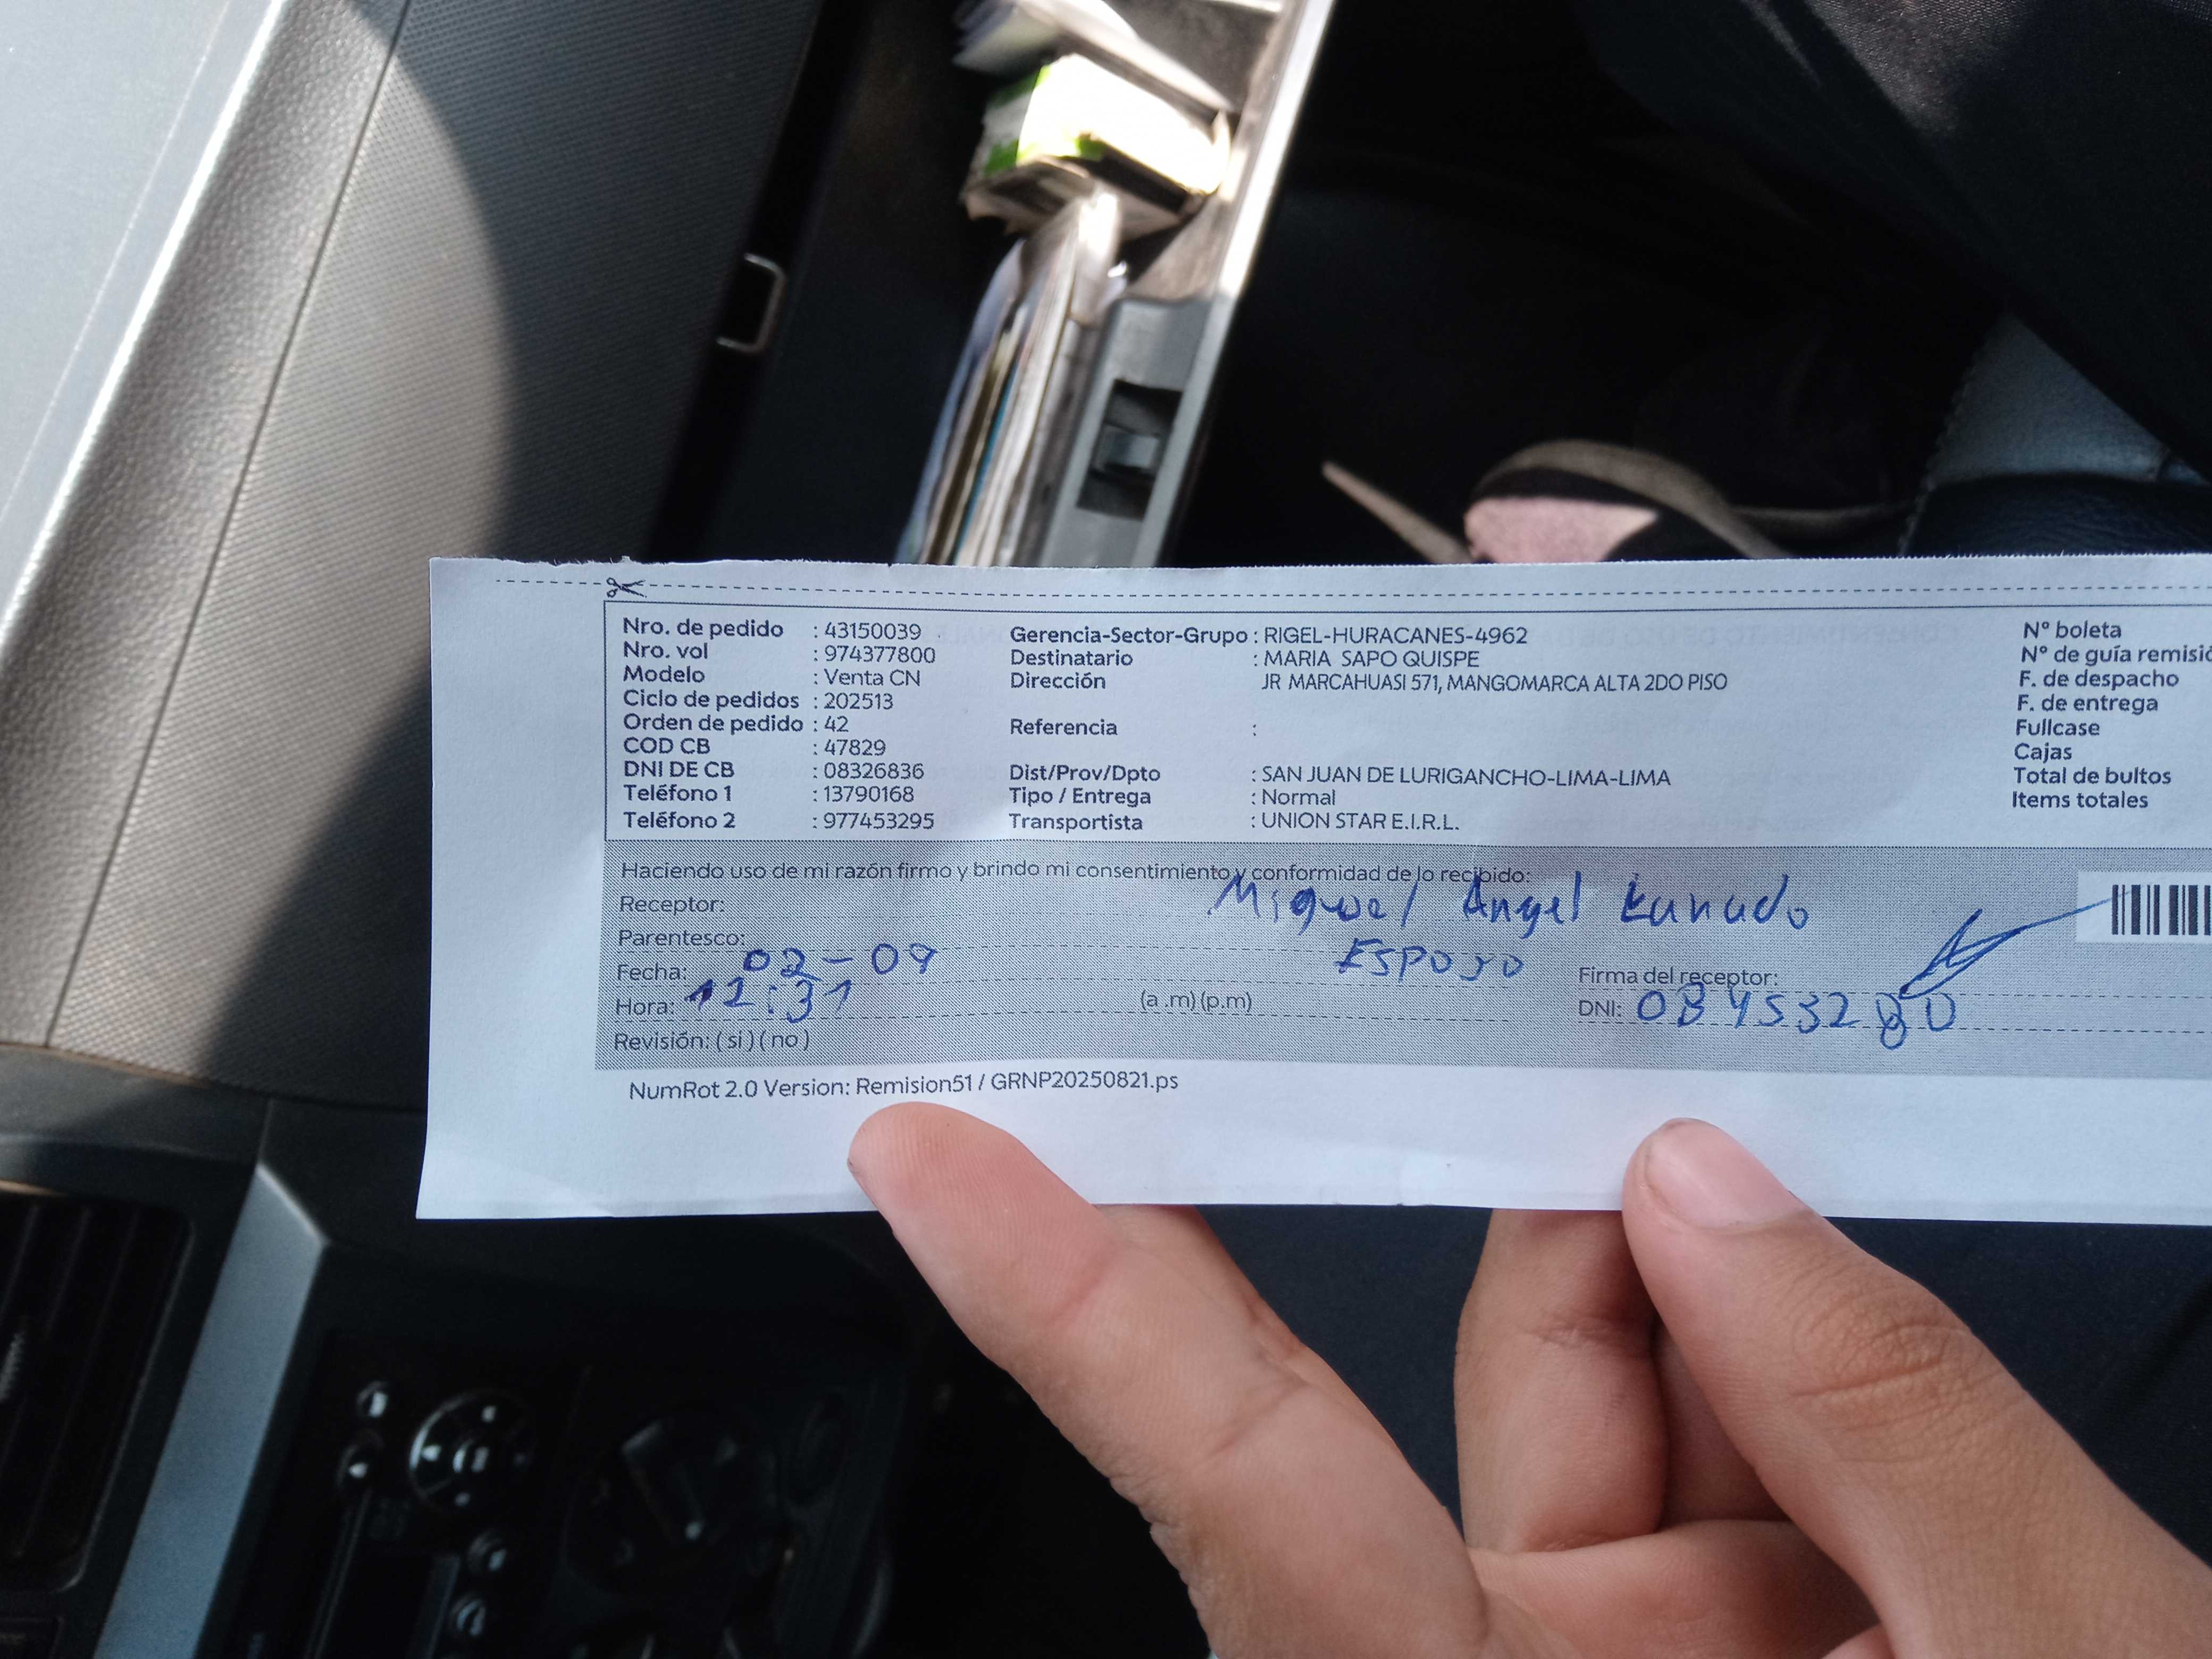 Nro. de pedido : 43150039
Nro. vol : 974377800
Modelo : Venta CN
Ciclo de pedidos : 202513
Orden de pedido : 42
COD CB : 47829
DNI DE CB : 08326836
Teléfono 1 : 13790168
Teléfono 2 : 977453295
Gerencia-Sector-Grupo : RIGEL-HURACANES-4962
Destinatario : MARIA SAPO QUISPE
Dirección JR MARCAHUASI 571, MANGOMARCA ALTA 2DO PISO
Referencia :
Dist/Prov/Dpto : SAN JUAN DE LURIGANCHO-LIMA-LIMA
Tipo / Entrega : Normal
Transportista : UNION STAR E.I.R.L.
Nº boleta
Nº de guía remisió
F. de despacho
F. de entrega
Fullcase
Cajas
Total de bultos
Items totales
Haciendo uso de mi razón firmo y brindo mi consentimiento y conformidad de lo recibido:
Receptor: Miguel Angel
Parentesco: Esposo
Fecha: 02-09
Firma del receptor:
Hora: 12:31 (a.m) (p.m)
DNI: 08453280
Revisión: ( si ) ( no )
NumRot 2.0 Version: Remision51 / GRNP20250821.ps